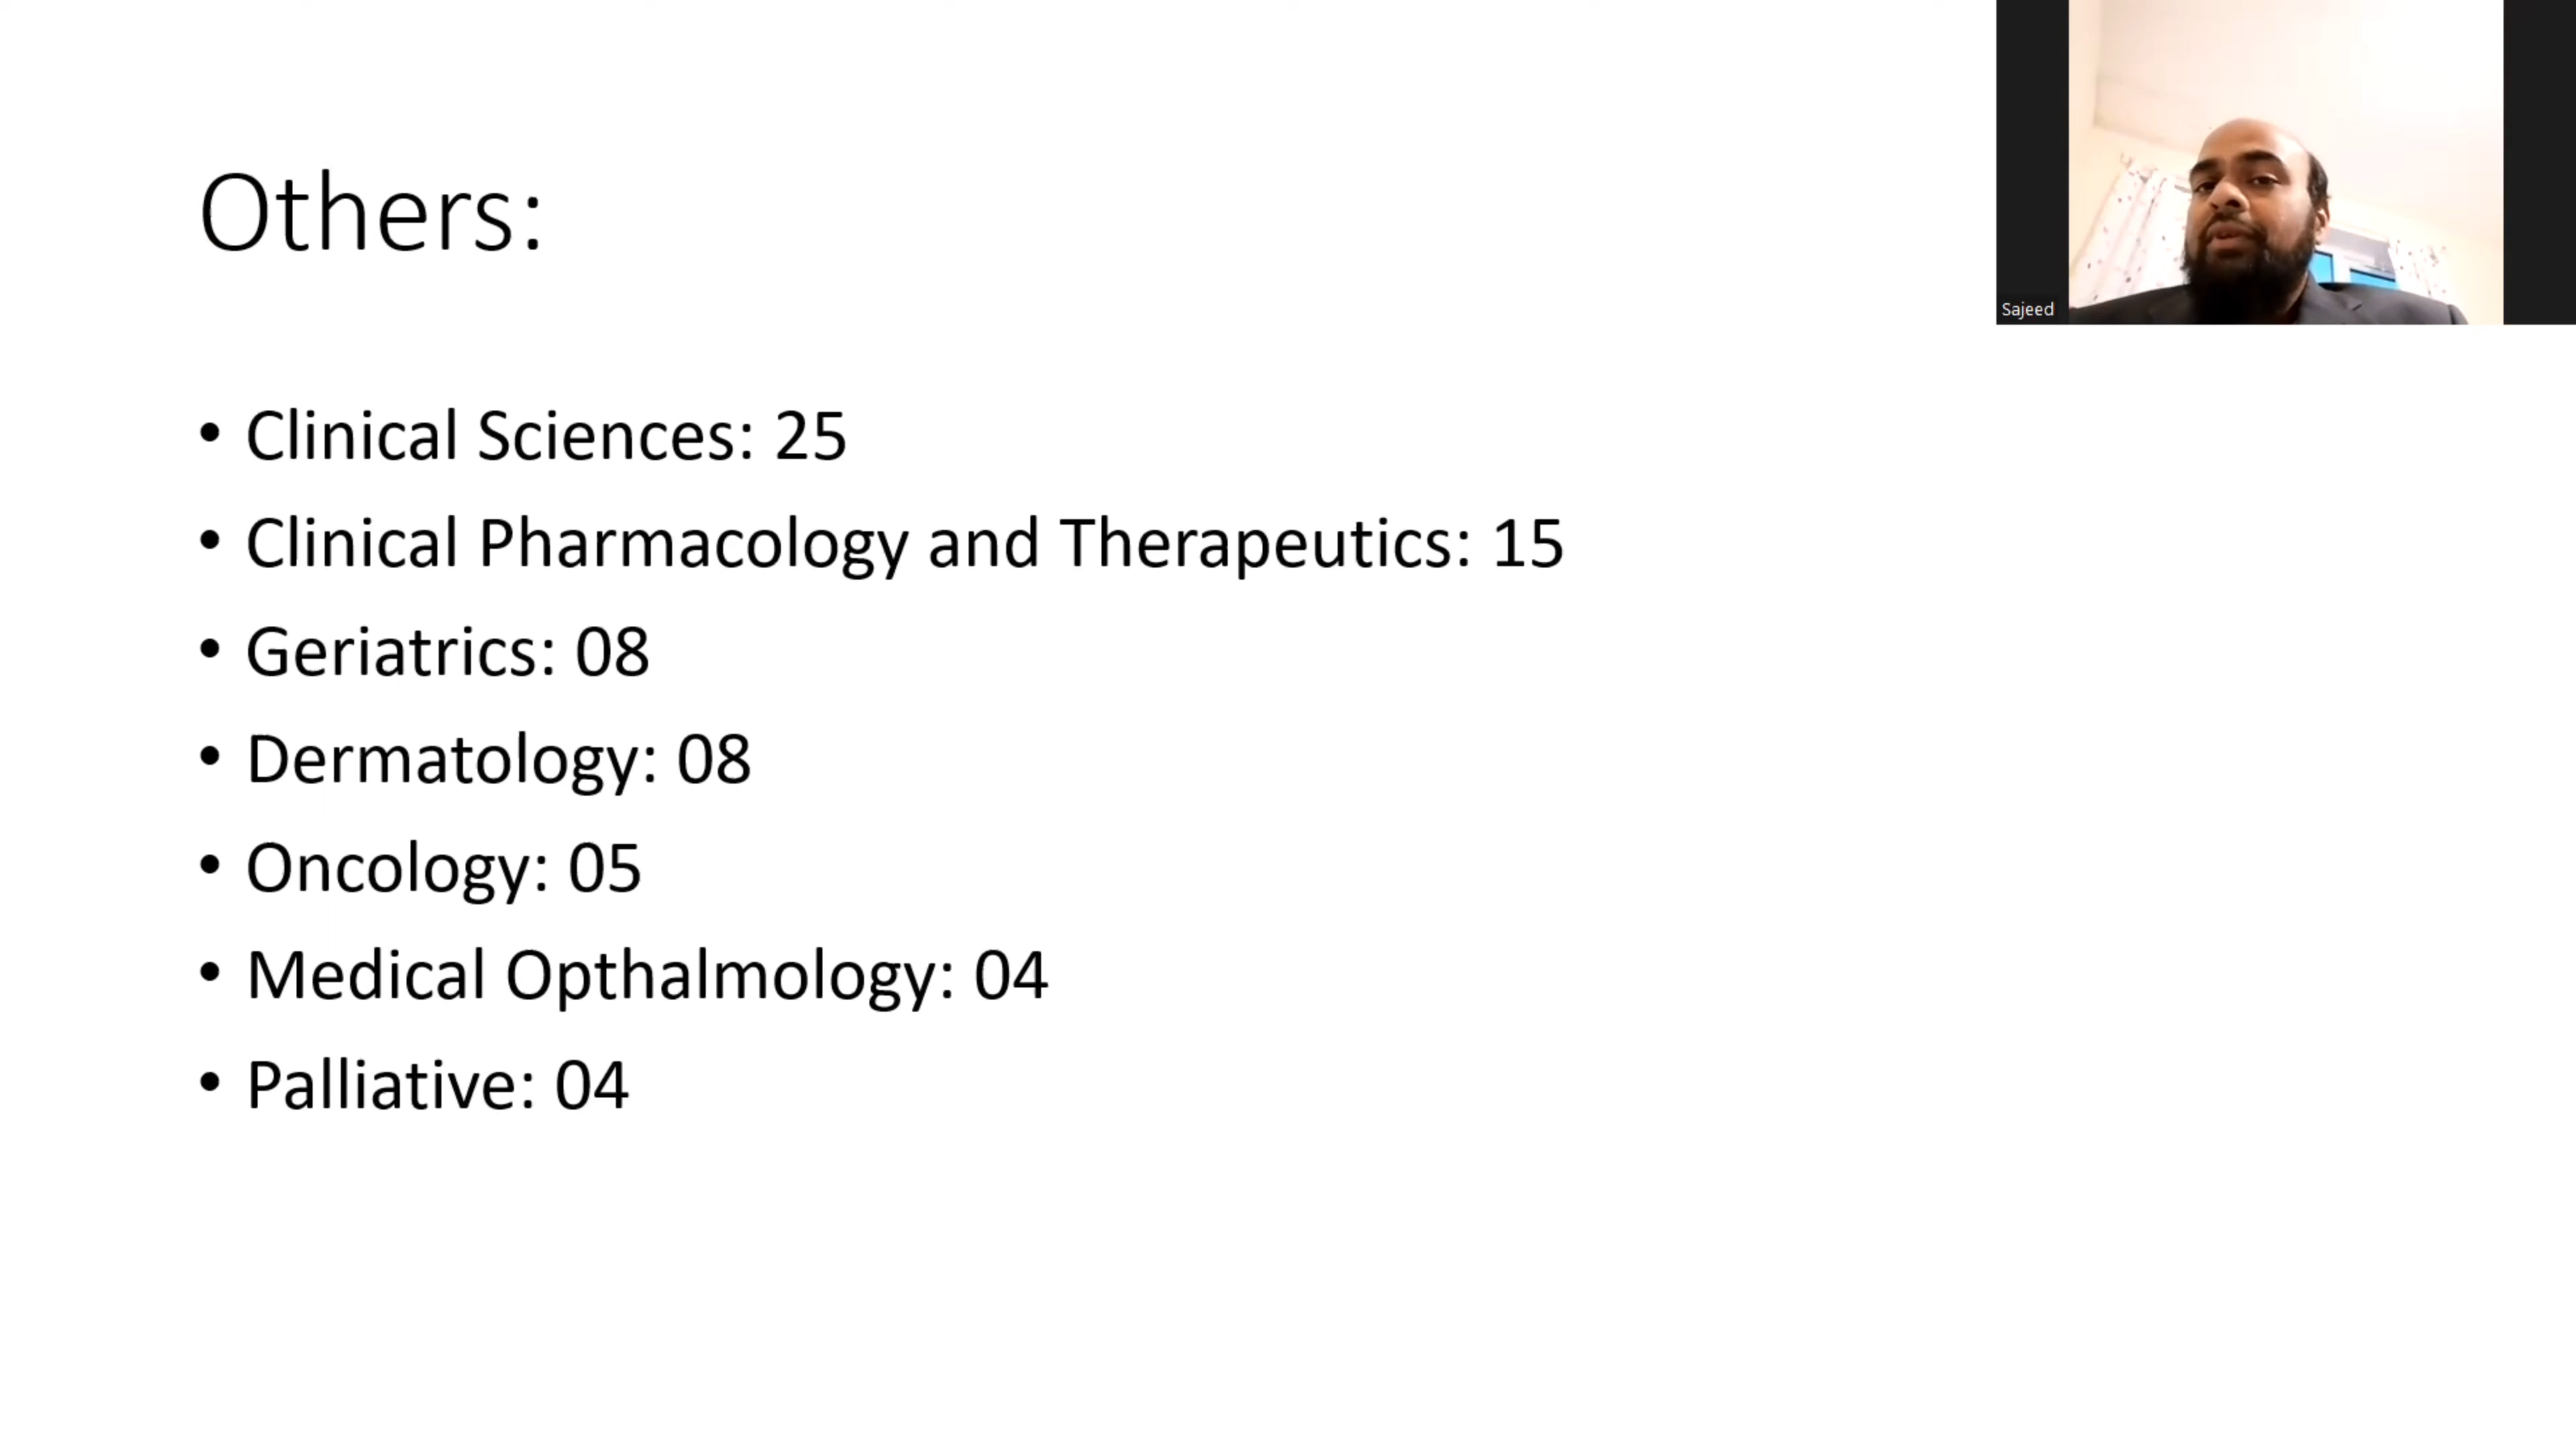 Others:
Sajeed
• Clinical Sciences: 25
• Clinical Pharmacology and Therapeutics: 15
• Geriatrics: 08
• Dermatology: 08
• Oncology: 05
• Medical Opthalmology: 04
• Palliative: 04